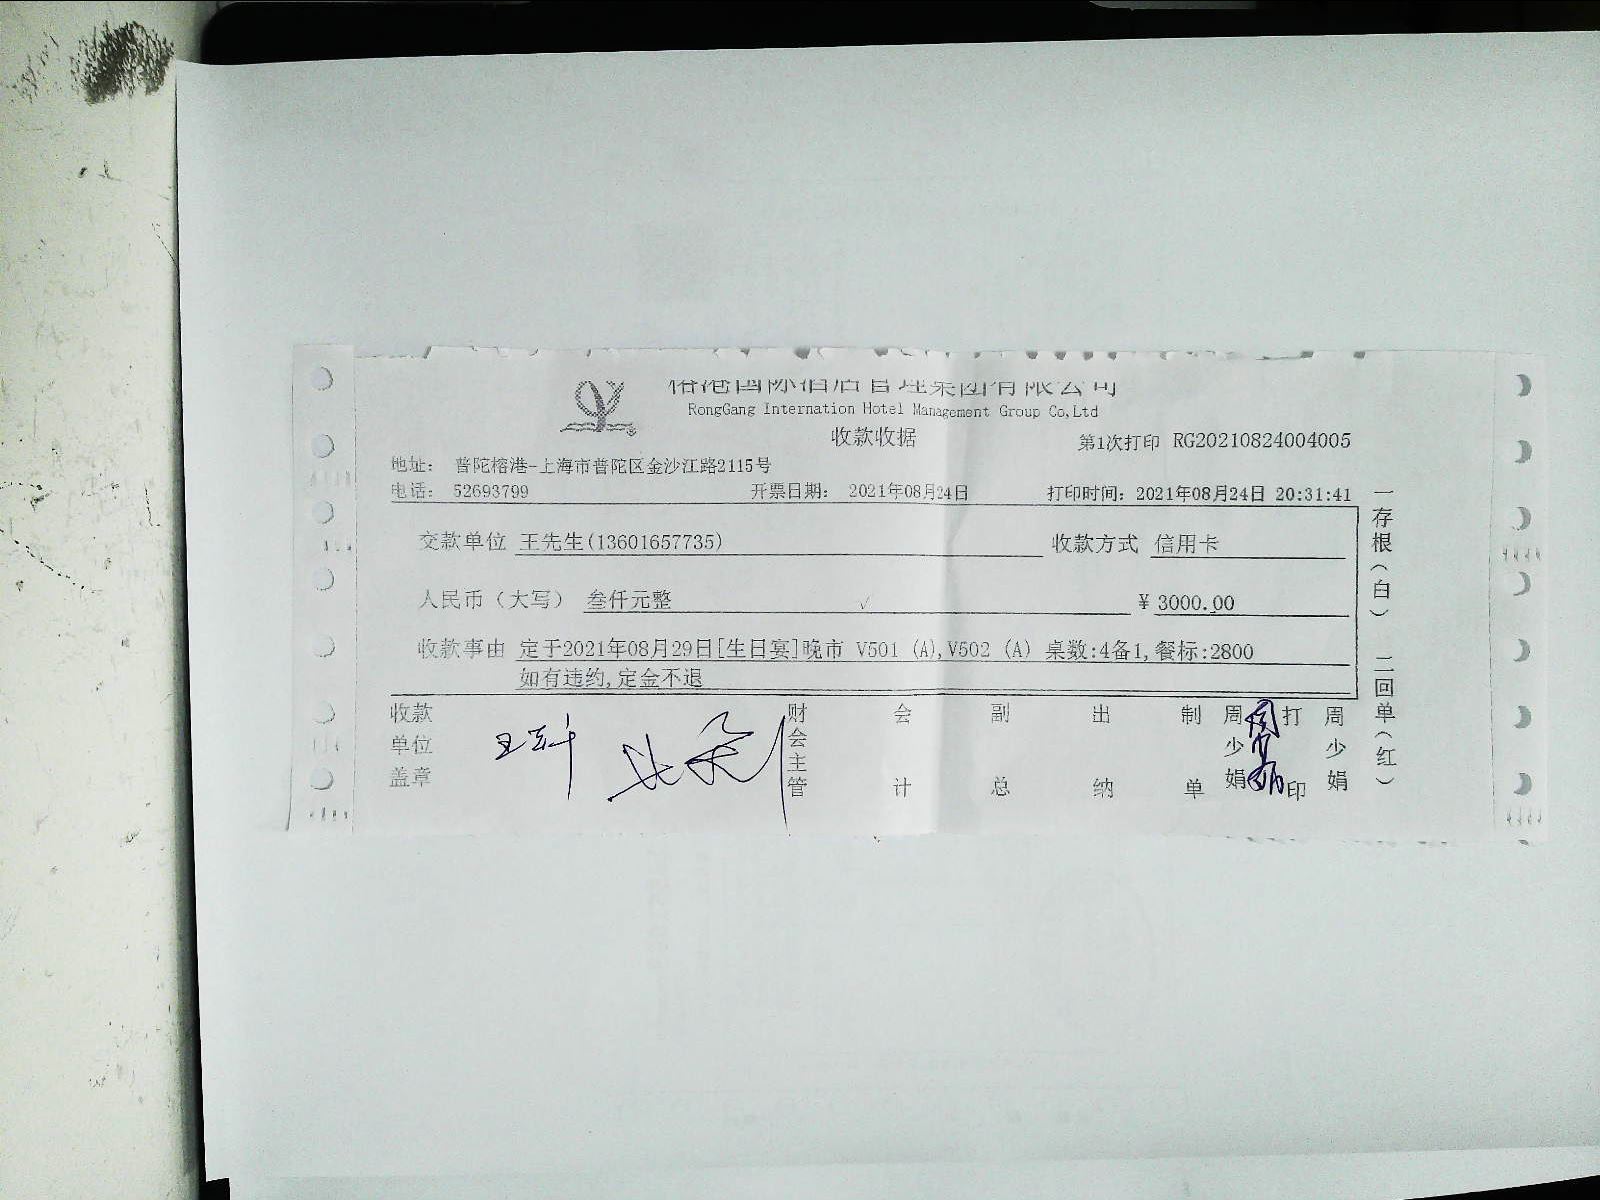 榕港国际酒店管理集团有限公司
RongGang Internation Hotel Management Group Co,Ltd
收款收据
第1次打印 RG20210824004005
地址： 普陀榕港-上海市普陀区金沙江路2115号
电话： 52693799 开票日期： 2021年08月24日 打印时间：2021年08月24日 20:31:41
交款单位 王先生(13601657735) 收款方式 信用卡
人民币（大写） 叁仟元整 √ ￥ 3000.00
收款事由 定于2021年08月29日[生日宴]晚市 V501 (A),V502 (A) 桌数:4备1,餐标:2800
如有违约,定金不退
收款单位盖章 财会主管 会计 副总 出纳 制单 周少娟 周少娟 打印 周少娟
一存根（白） 二回单（红）